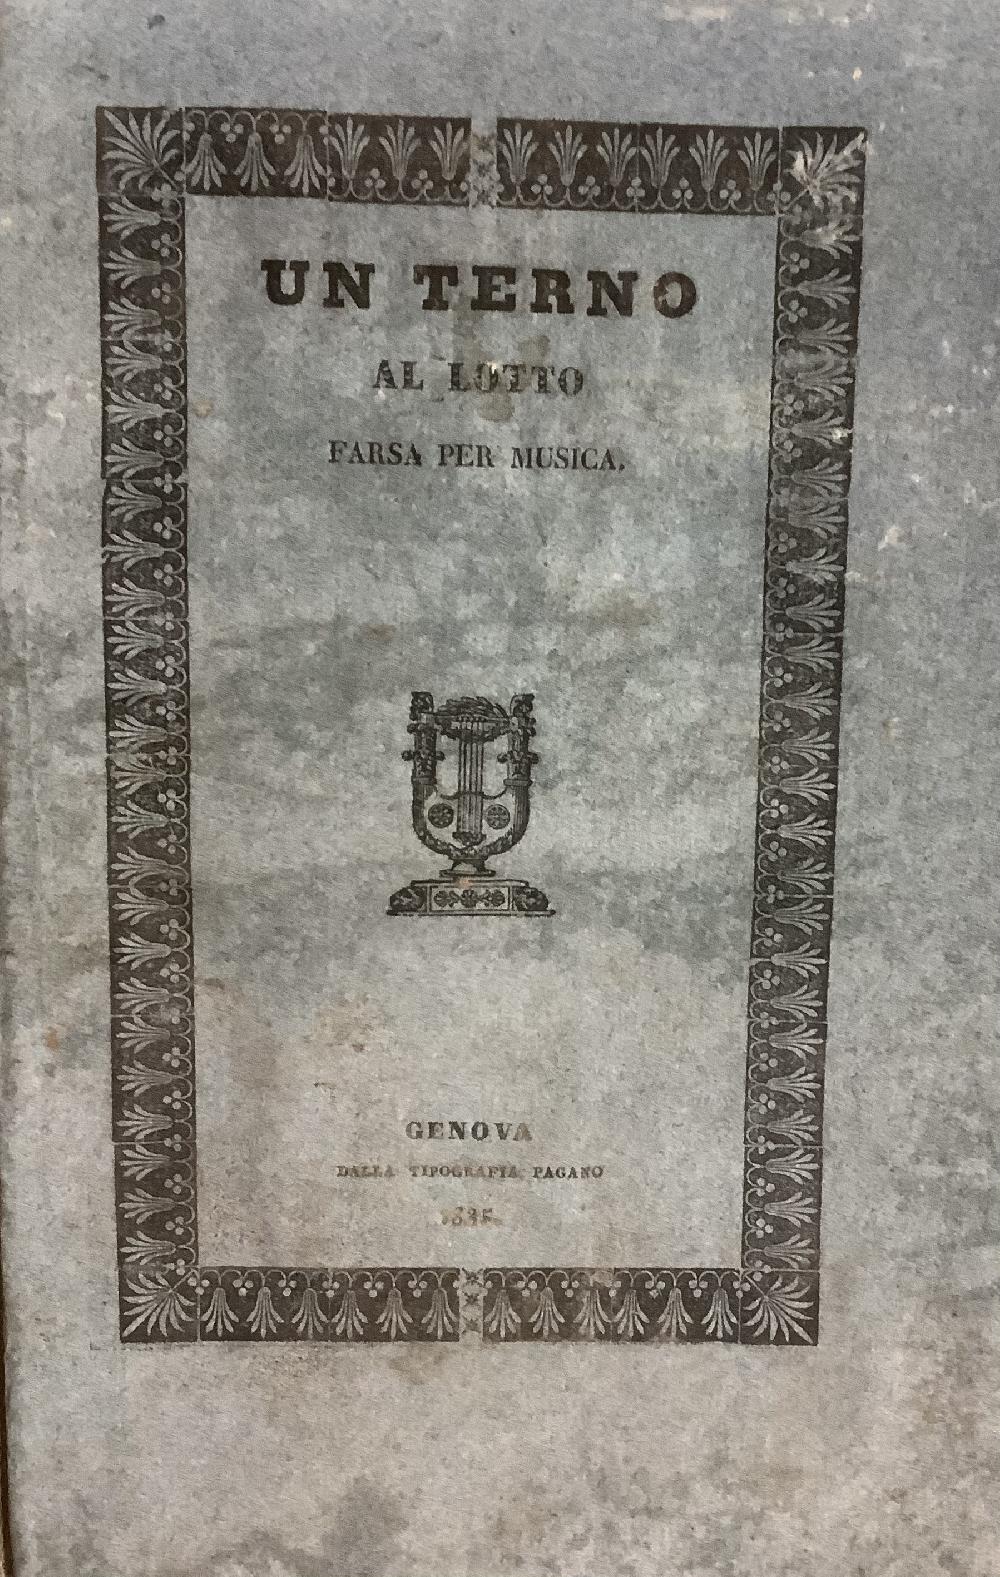 UN TERNO
AL LOTTO
FARSA PER MUSICA.
GENOVA
DALLA TIPOGRAFIA PAGANO